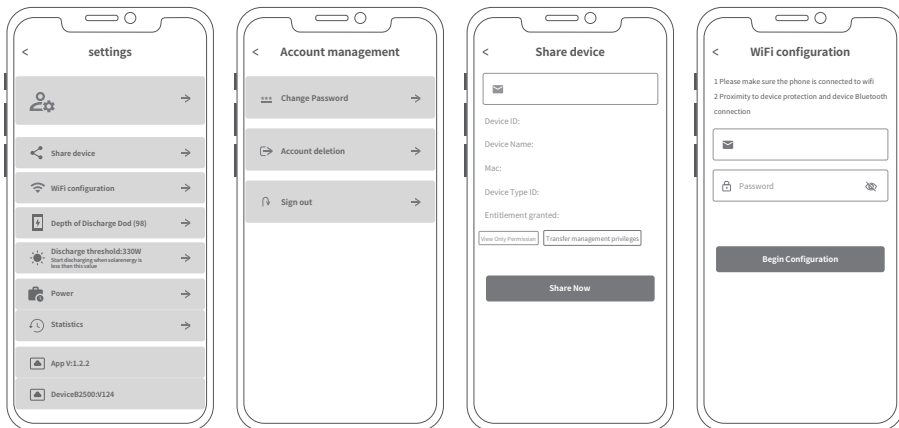 < settings
Share device
WiFi configuration
Depth of Discharge Dod (98)
Discharge threshold:330W
Start discharging when solarenergy is
less then this value
Power
Statistics
App V:1.2.2
DeviceB2500:V124
< Account management
Change Password
Account deletion
Sign out
< Share device
Device ID:
Device Name:
Mac:
Device Type ID:
Entitlement granted:
View Only Permission Transfer management privileges
Share Now
< WiFi configuration
1 Please make sure the phone is connected to wifi
2 Proximity to device protection and device Bluetooth
connection
Password
Begin Configuration